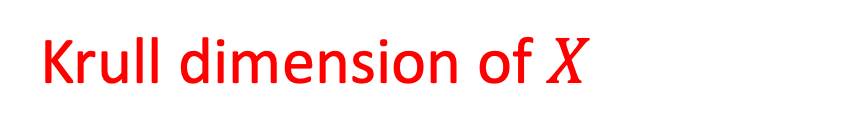 Krull dimension of X